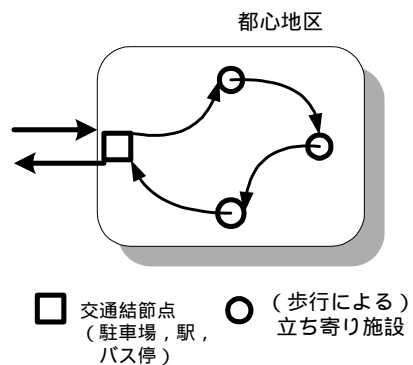 都心地区
交通結節点
（駐車場，駅，
バス停）
（歩行による）
立ち寄り施設